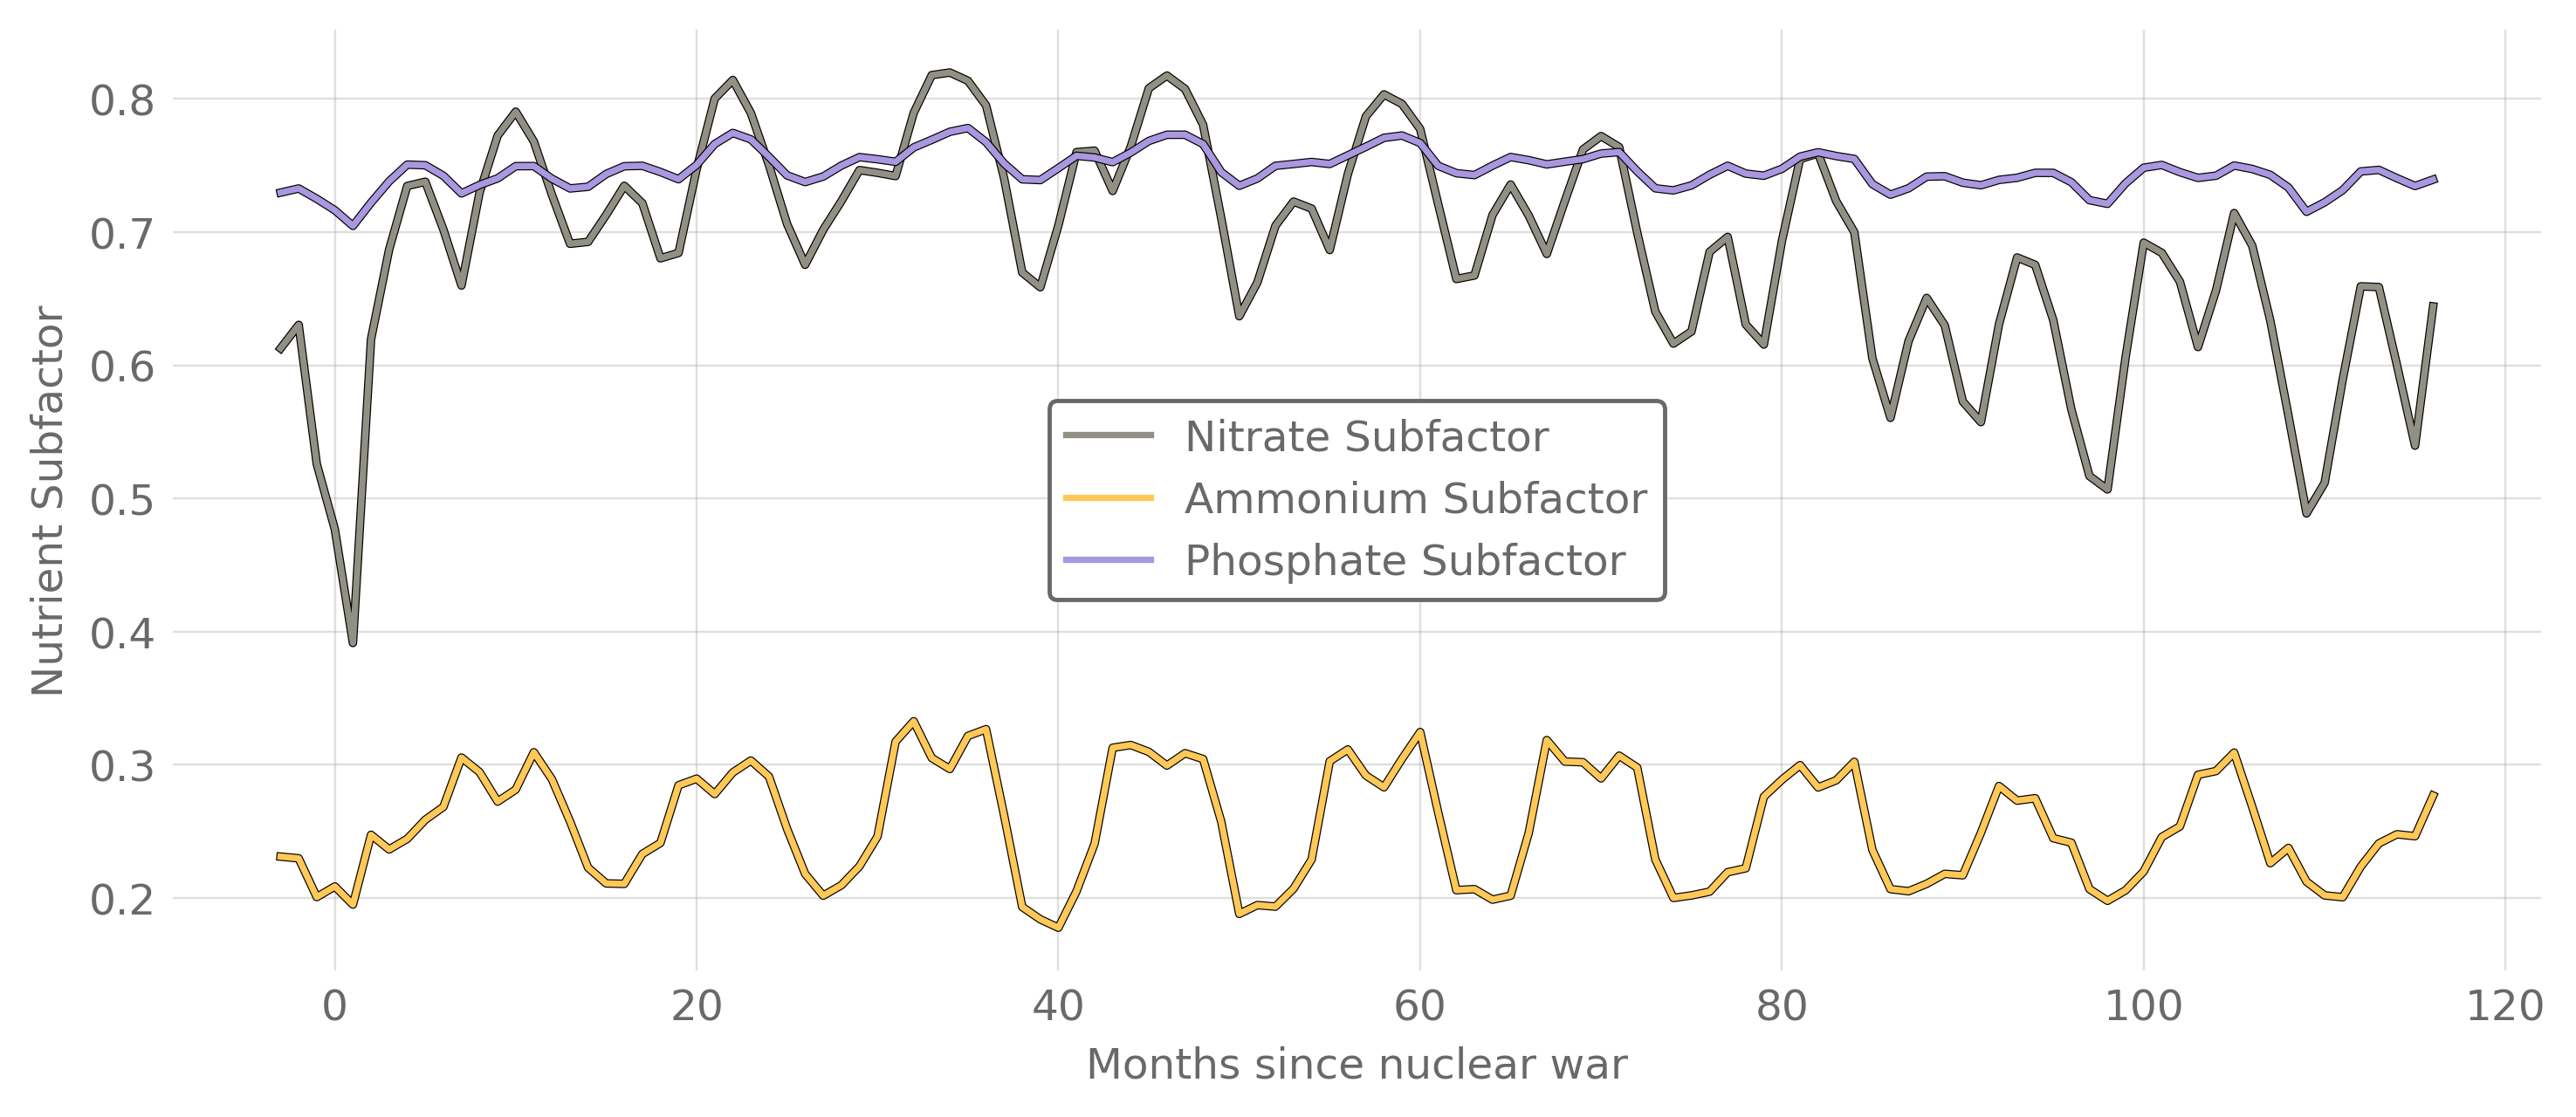 Nutrient Subfactor
0.8
0.7
0.6
0.5
0.4
0.3
0.2
Nitrate Subfactor
Ammonium Subfactor
Phosphate Subfactor
0 20 40 60 80 100 120
Months since nuclear war